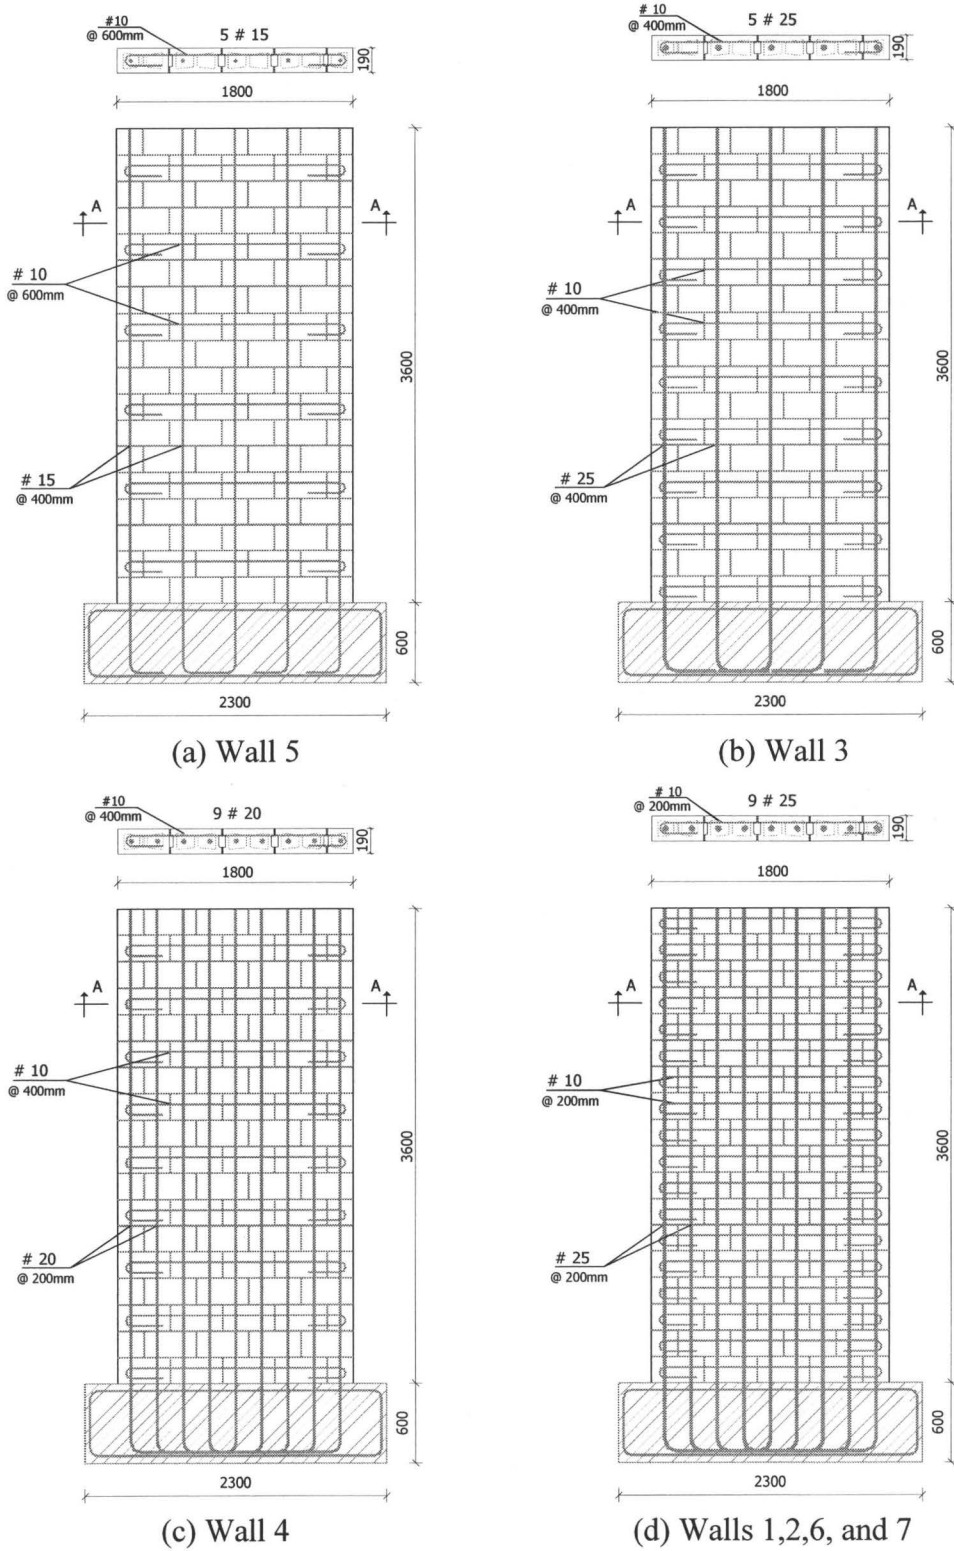 #10
@ 600mm
5 # 15
190
1800
A
A
# 10
@ 600mm
3600
# 15
@ 400mm
600
2300
(a) Wall 5
# 10
@ 400mm
5 # 25
190
1800
A
A
# 10
@ 400mm
3600
# 25
@ 400mm
600
2300
(b) Wall 3
#10
@ 400mm
9 # 20
190
1800
A
A
# 10
@ 400mm
3600
# 20
@ 200mm
600
2300
(c) Wall 4
# 10
@ 200mm
9 # 25
190
1800
A
A
# 10
@ 200mm
3600
# 25
@ 200mm
600
2300
(d) Walls 1,2,6, and 7